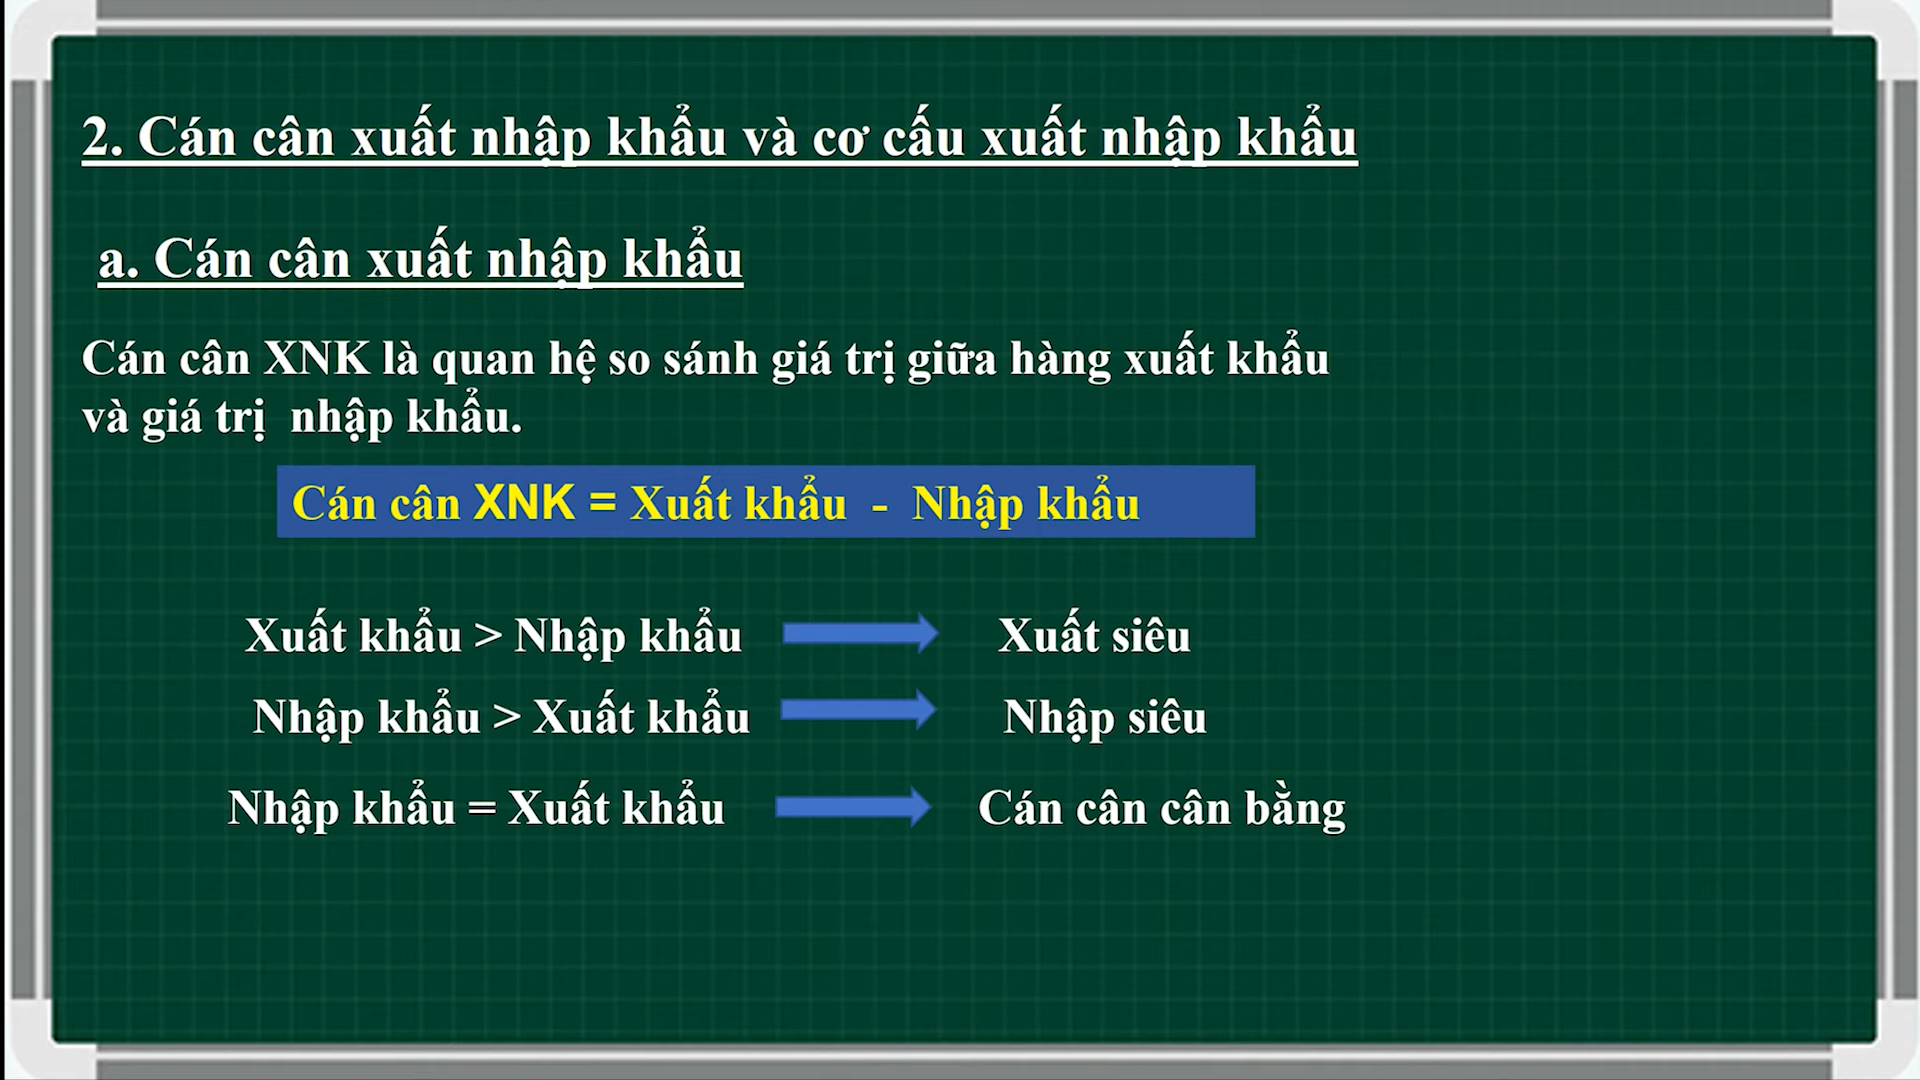 2. Cán cân xuất nhập khẩu và cơ cấu xuất nhập khẩu
a. Cán cân xuất nhập khẩu
Cán cân XNK là quan hệ so sánh giá trị giữa hàng xuất khẩu
và giá trị nhập khẩu.
Cán cân XNK = Xuất khẩu - Nhập khẩu
Xuất khẩu > Nhập khẩu Xuất siêu
Nhập khẩu > Xuất khẩu Nhập siêu
Nhập khẩu = Xuất khẩu Cán cân cân bằng